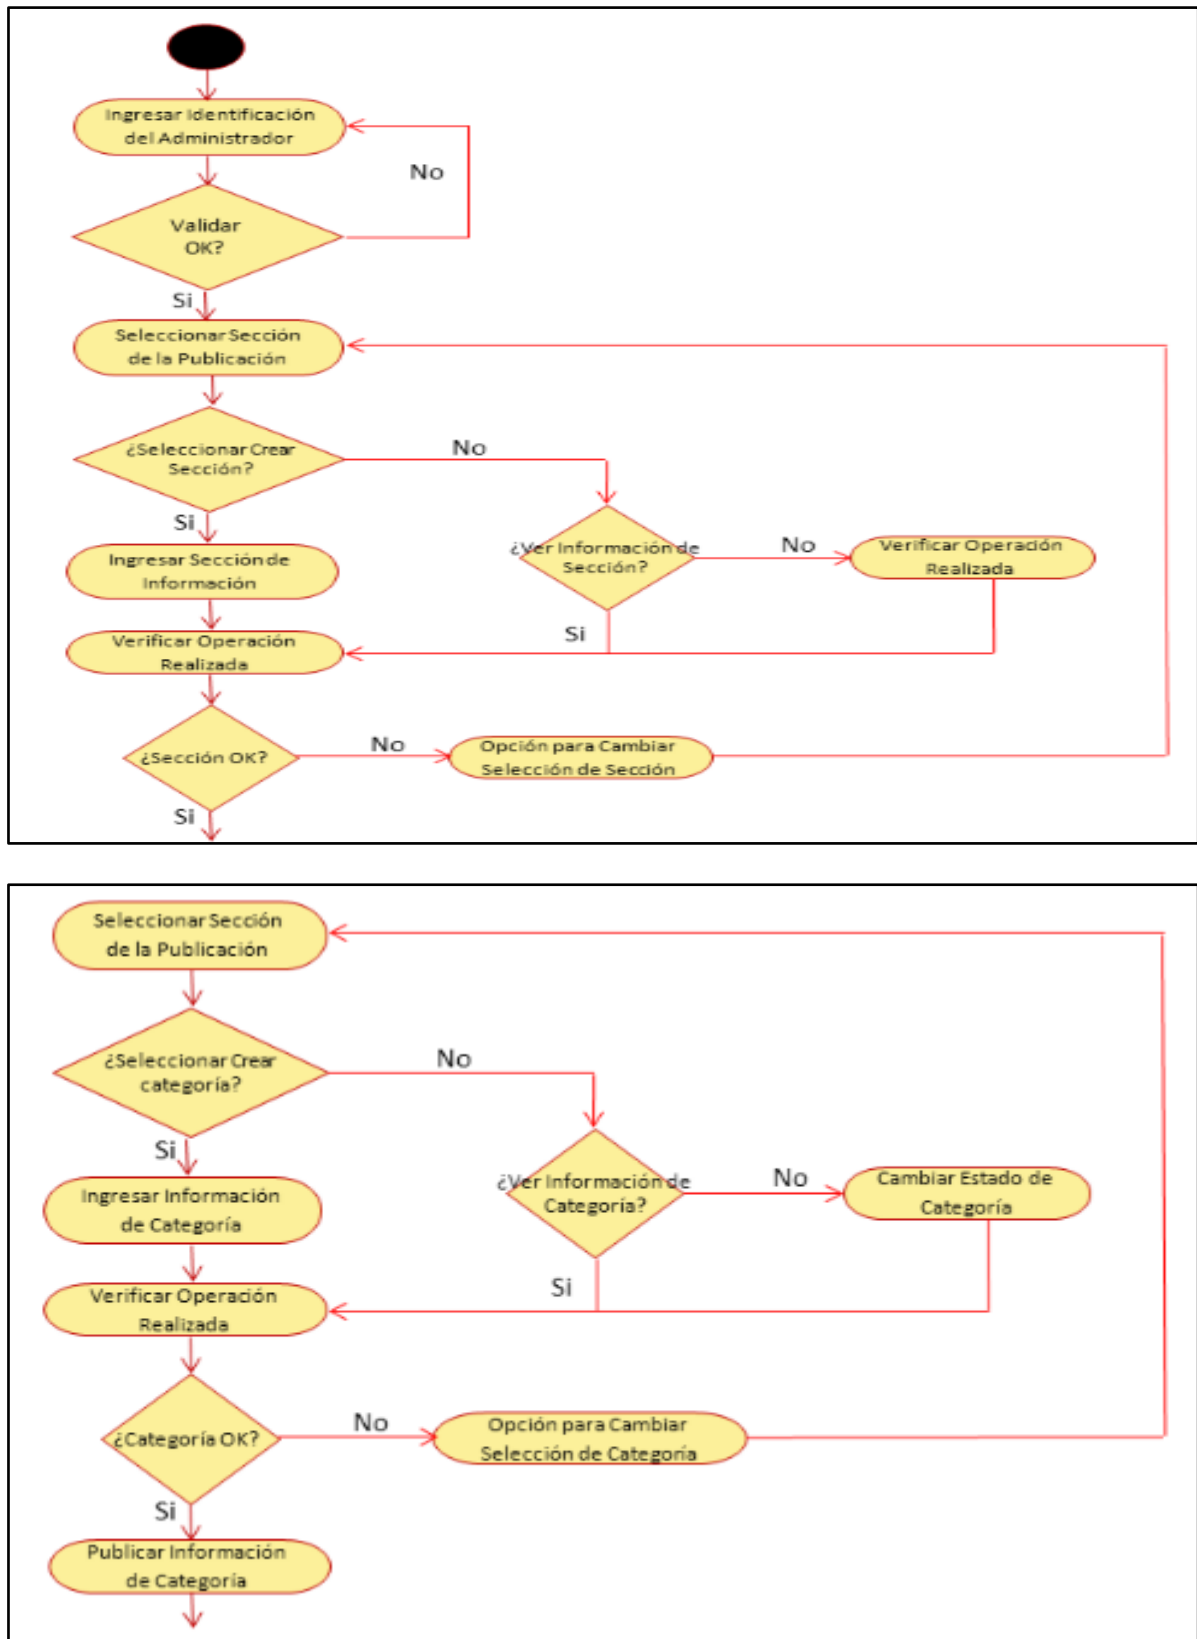 Ingresar Identificación
del Administrador
No
Validar
OK?
Si
Seleccionar Sección
de la Publicación
¿Seleccionar Crear
Sección?
No
Si
¿Ver Información de
Sección?
No
Verificar Operación
Realizada
Ingresar Sección de
Información
Si
Verificar Operación
Realizada
¿Sección OK?
No
Opción para Cambiar
Selección de Sección
Si
Seleccionar Sección
de la Publicación
¿Seleccionar Crear
categoría?
No
Si
¿Ver Información de
Categoría?
No
Cambiar Estado de
Categoría
Ingresar Información
de Categoría
Si
Verificar Operación
Realizada
¿Categoría OK?
No
Opción para Cambiar
Selección de Categoría
Si
Publicar Información
de Categoría